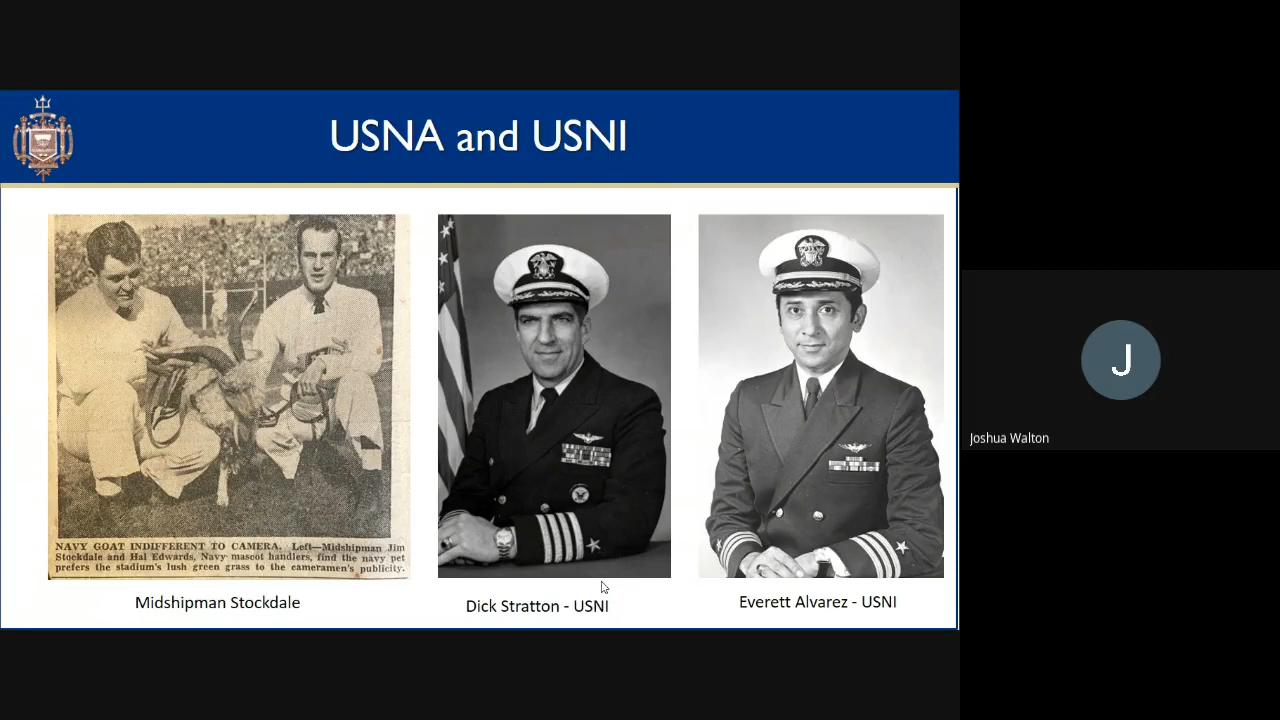 USNA and USNI
NAVY GOAT INDIFFERENT TO CAMERA. Left—Midshipman Jim
Stockdale and Hal Edwards, Navy mascot handlers, find the navy pet
prefers the stadium's lush green grass to the cameramen's publicity.
Midshipman Stockdale
Dick Stratton - USNI
Everett Alvarez - USNI
J
Joshua Walton